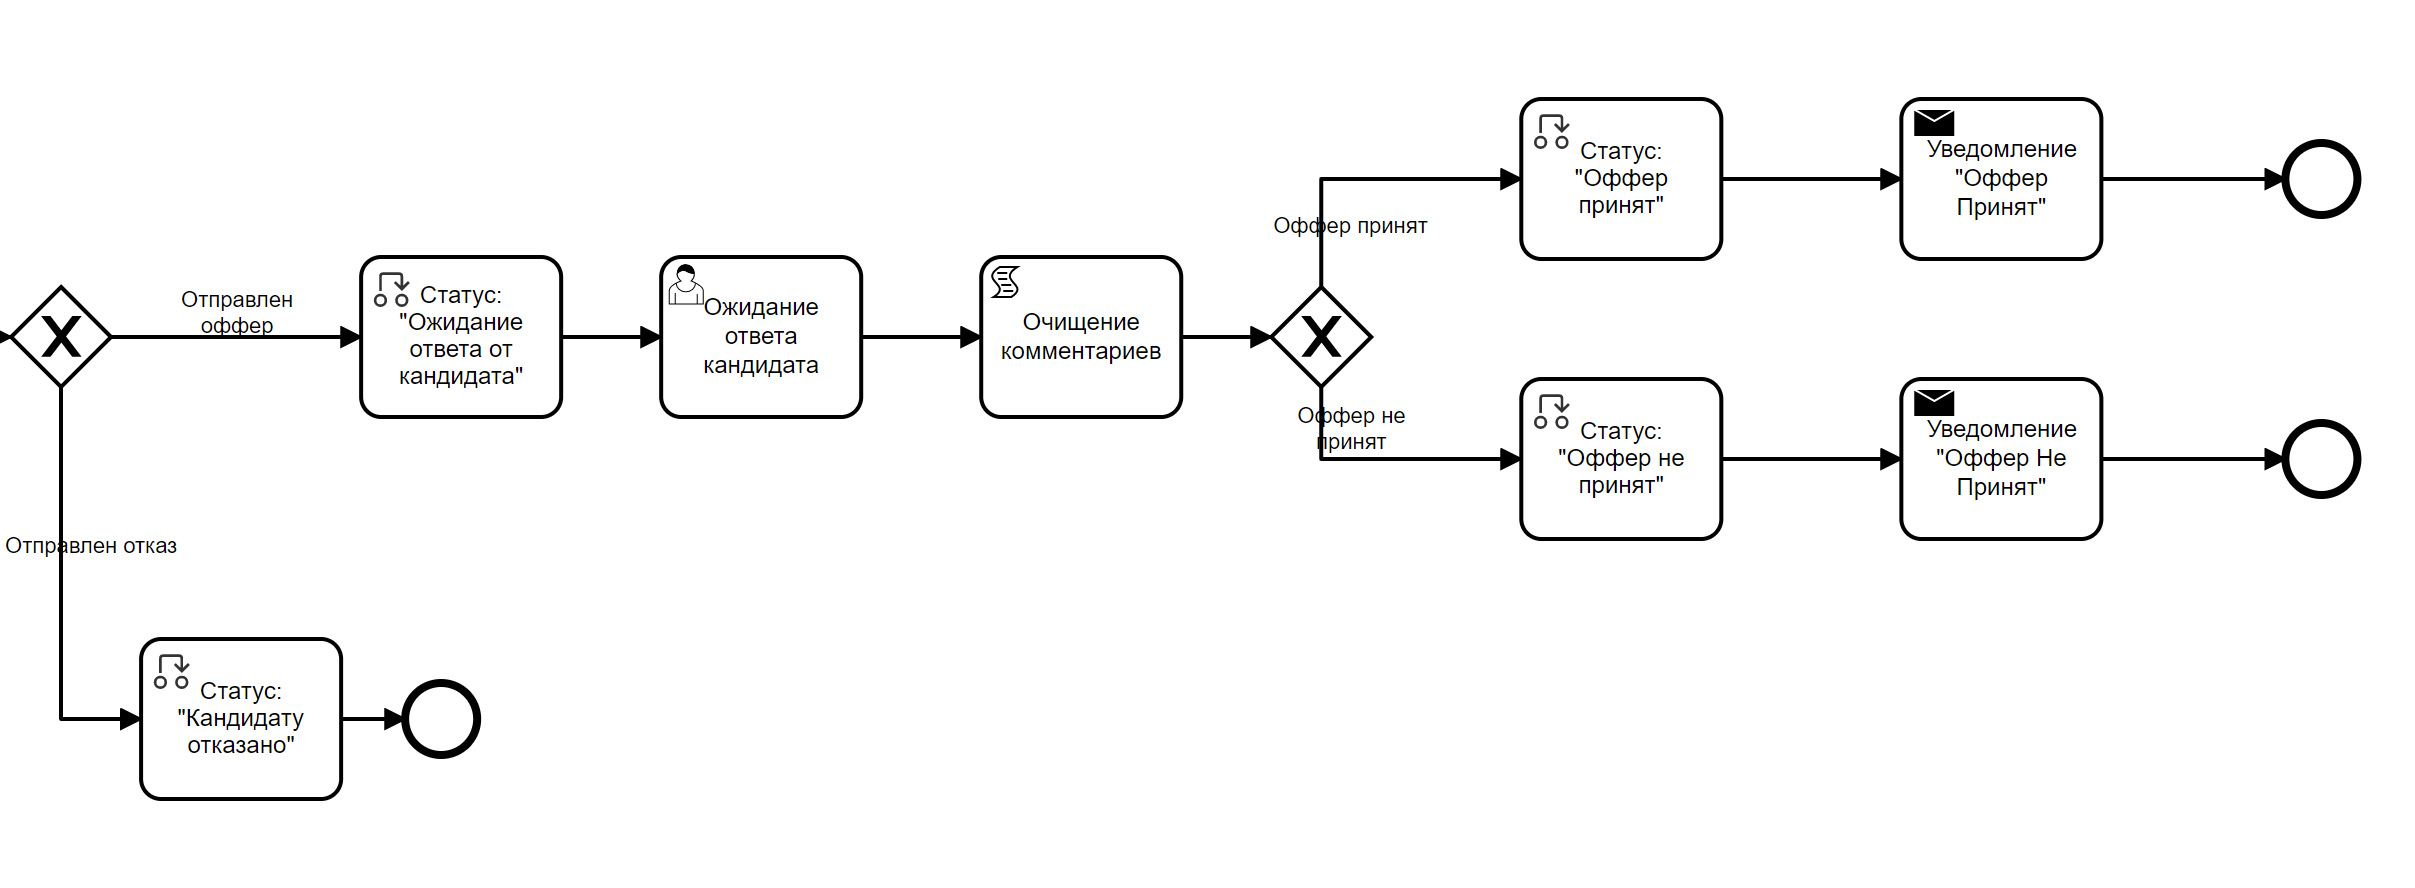 Отправлен
оффер
Статус:
"Ожидание
ответа от
кандидата"
Ожидание
ответа
кандидата
Очищение
комментариев
Оффер принят
Статус:
"Оффер
принят"
Уведомление
"Оффер
Принят"
Оффер не
принят
Статус:
"Оффер не
принят"
Уведомление
"Оффер Не
Принят"
Отправлен отказ
Статус:
"Кандидату
отказано"